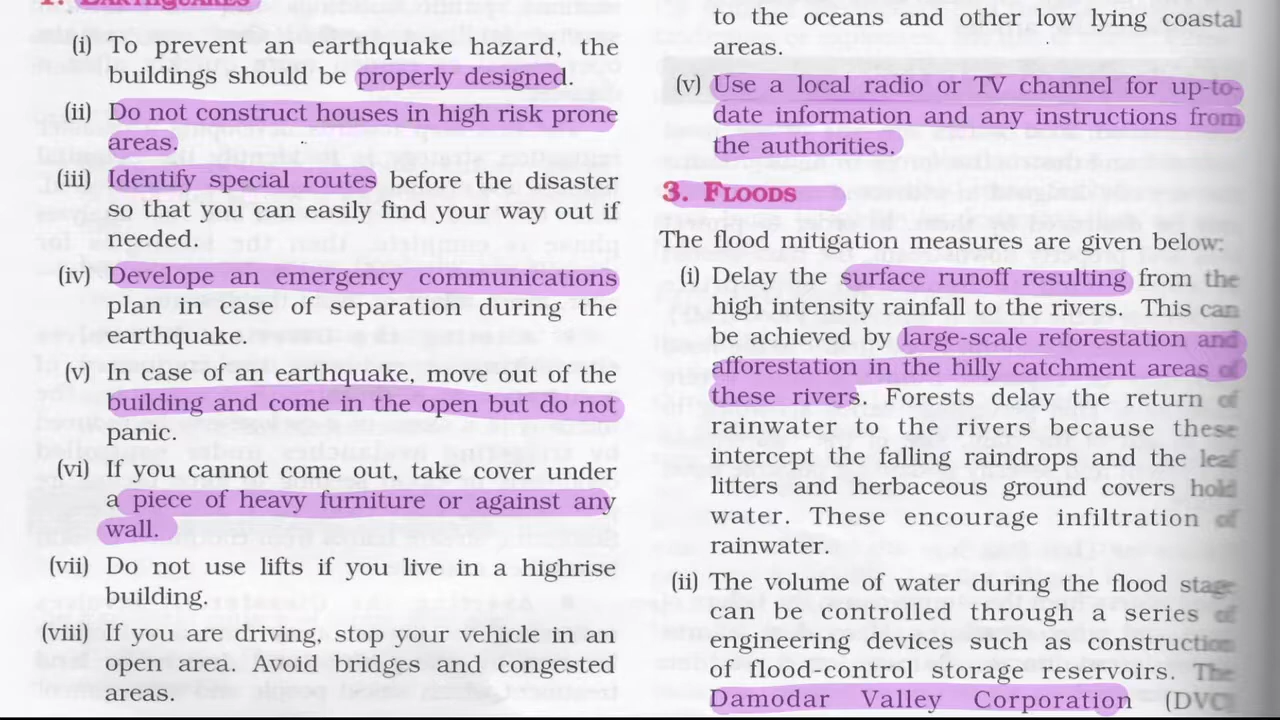 1. EARTHQUAKES
(i) To prevent an earthquake hazard, the
buildings should be properly designed.
(ii) Do not construct houses in high risk prone
areas.
(iii) Identify special routes before the disaster
so that you can easily find your way out if
needed.
(iv) Develope an emergency communications
plan in case of separation during the
earthquake.
(v) In case of an earthquake, move out of the
building and come in the open but do not
panic.
(vi) If you cannot come out, take cover under
a piece of heavy furniture or against any
wall.
(vii) Do not use lifts if you live in a highrise
building.
(viii) If you are driving, stop your vehicle in an
open area. Avoid bridges and congested
areas.
to the oceans and other low lying coastal
areas.
(v) Use a local radio or TV channel for up-to-
date information and any instructions from
the authorities.
3. FLOODS
The flood mitigation measures are given below:
(i) Delay the surface runoff resulting from the
high intensity rainfall to the rivers. This can
be achieved by large-scale reforestation and
afforestation in the hilly catchment areas of
these rivers. Forests delay the return of
rainwater to the rivers because these
intercept the falling raindrops and the leaf
litters and herbaceous ground covers hold
water. These encourage infiltration of
rainwater.
(ii) The volume of water during the flood stage
can be controlled through a series of
engineering devices such as construction
of flood-control storage reservoirs. The
Damodar Valley Corporation (DVC)